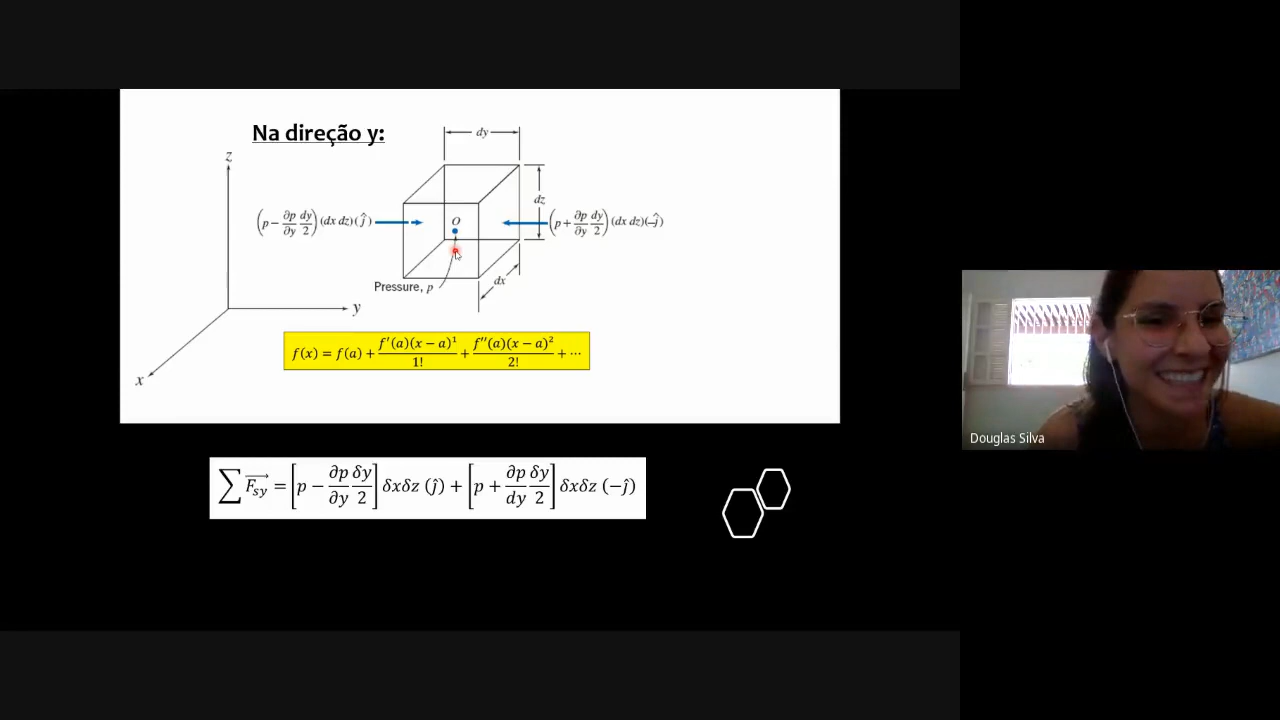 Na direção y:
z
dy
dz
(p − ∂p/∂y dy/2)(dx dz)(ĵ)
O
(p + ∂p/∂y dy/2)(dx dz)(−ĵ)
dx
Pressure, p
y
x
f(x) = f(a) + f′(a)(x − a)¹/1! + f′′(a)(x − a)²/2! + ⋯
Douglas Silva
∑ F⃗sy = [p − ∂p/∂y δy/2] δxδz (ĵ) + [p + ∂p/dy δy/2] δxδz (−ĵ)